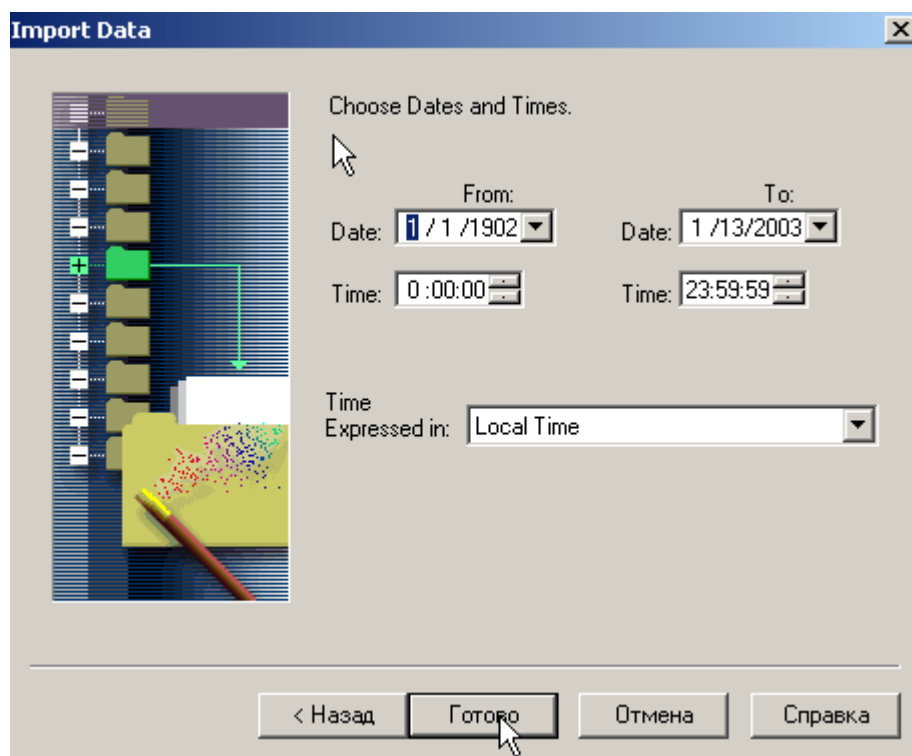 Import Data
Choose Dates and Times.
From: To:
Date: 1 / 1 /1902 Date: 1 /13/2003
Time: 0 :00:00 Time: 23:59:59
Time
Expressed in: Local Time
< Назад Готово Отмена Справка